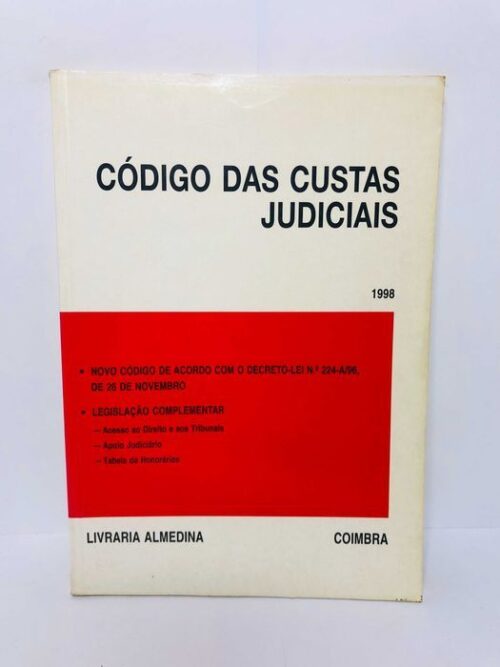 CÓDIGO DAS CUSTAS
JUDICIAIS
1998
• NOVO CÓDIGO DE ACORDO COM O DECRETO-LEI N.º 224-A/96,
DE 26 DE NOVEMBRO
• LEGISLAÇÃO COMPLEMENTAR
— Acesso ao Direito e aos Tribunais
— Apoio Judiciário
— Tabela de Honorários
LIVRARIA ALMEDINA COIMBRA